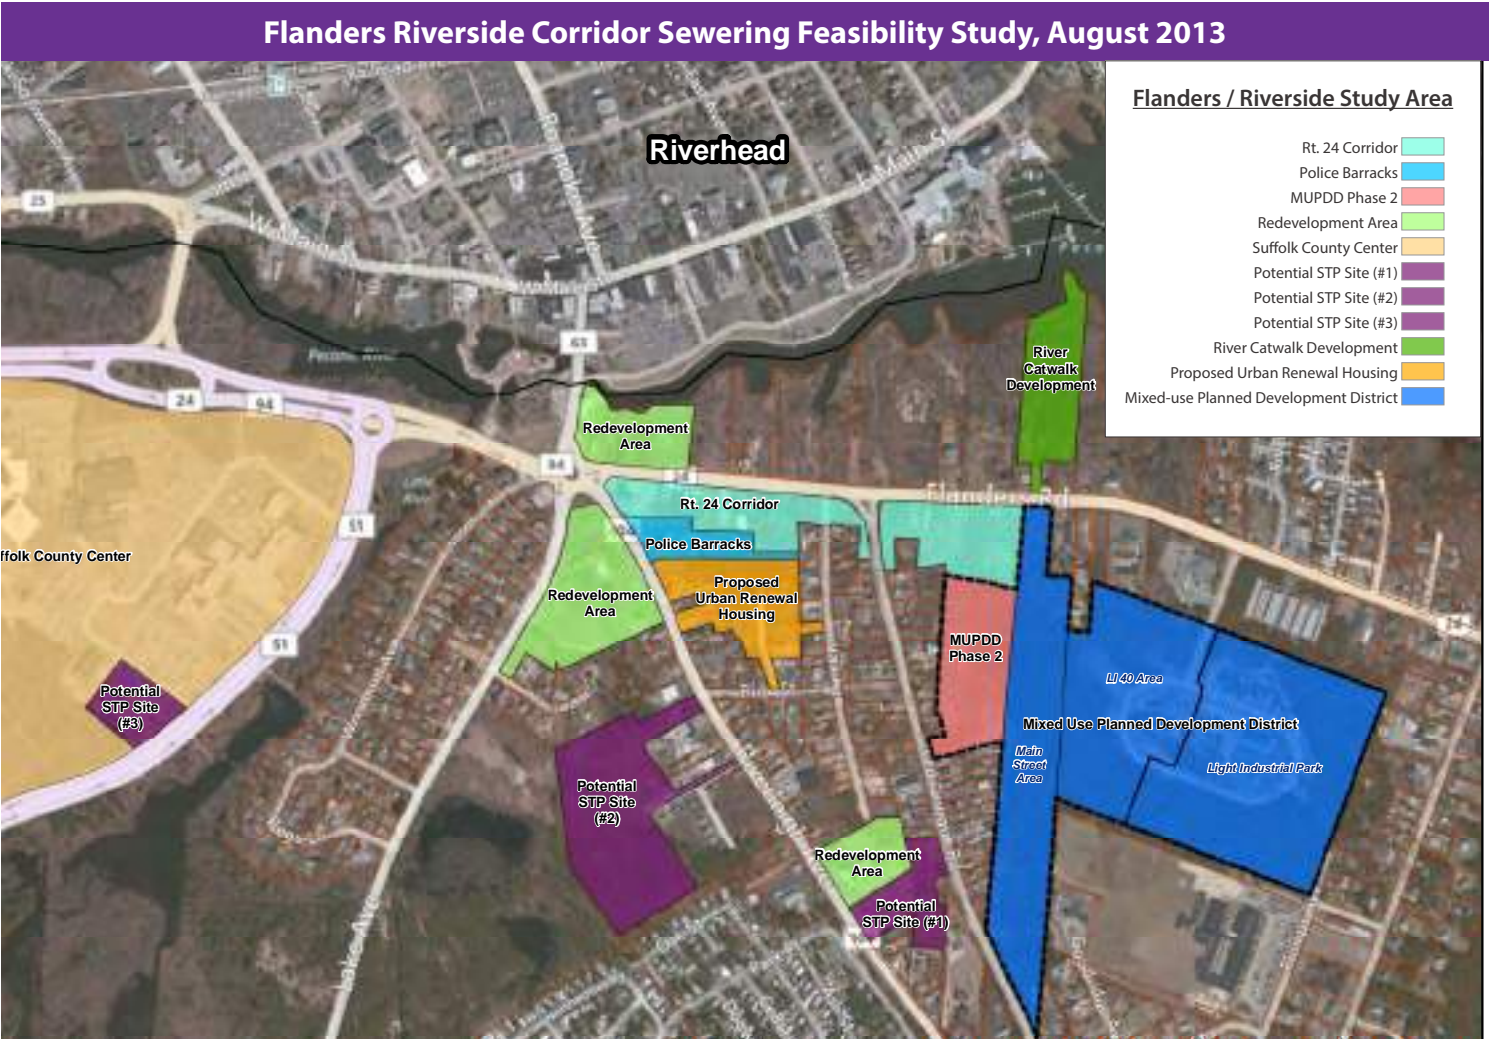 Flanders Riverside Corridor Sewering Feasibility Study, August 2013
Flanders / Riverside Study Area
Rt. 24 Corridor
Police Barracks
MUPDD Phase 2
Redevelopment Area
Suffolk County Center
Potential STP Site (#1)
Potential STP Site (#2)
Potential STP Site (#3)
River Catwalk Development
Proposed Urban Renewal Housing
Mixed-use Planned Development District
Riverhead
25
63
24
94
94
51
51
River
Catwalk
Development
Redevelopment
Area
Flanders Rd
Rt. 24 Corridor
Police Barracks
ffolk County Center
Redevelopment
Area
Proposed
Urban Renewal
Housing
MUPDD
Phase 2
LI 40 Area
Mixed Use Planned Development District
Light Industrial Park
Main
Street
Area
Potential
STP Site
(#3)
Potential
STP Site
(#2)
Redevelopment
Area
Potential
STP Site (#1)
Lake Ave